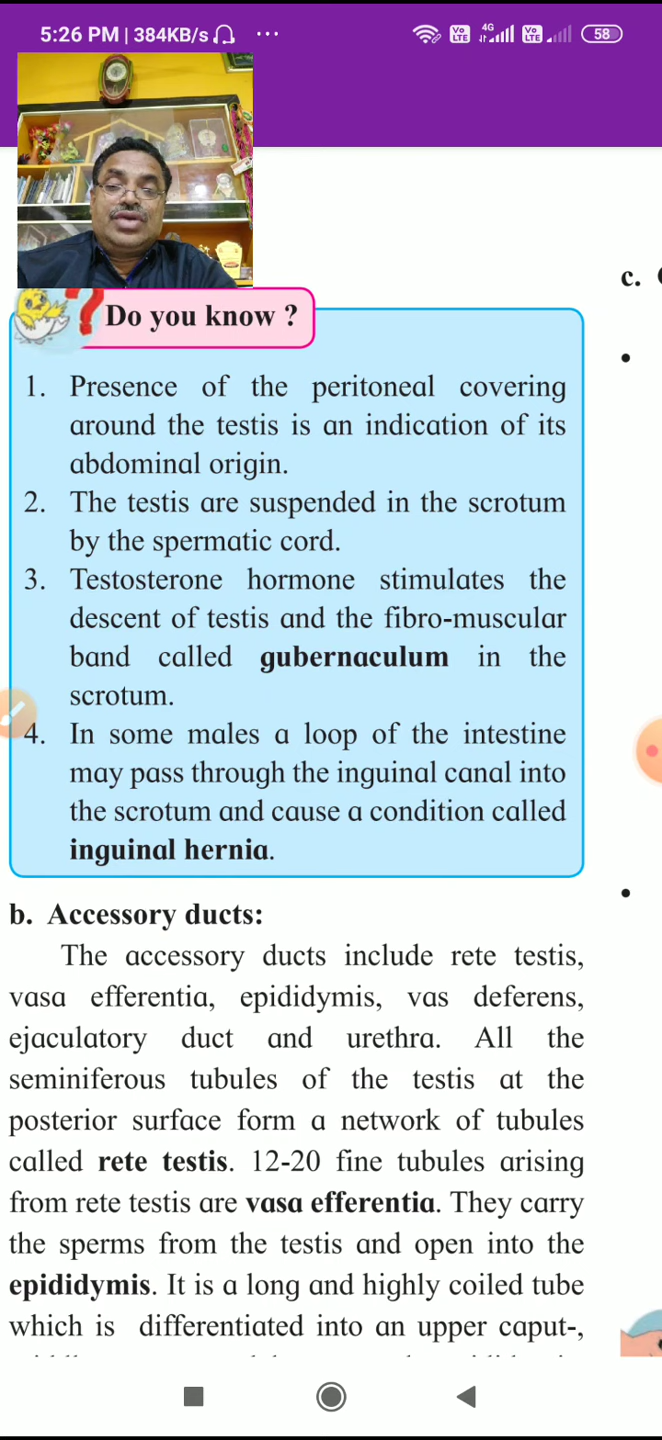 5:26 PM | 384KB/s
Vo LTE 4G Vo LTE 58
c.
Do you know ?
1. Presence of the peritoneal covering
around the testis is an indication of its
abdominal origin.
2. The testis are suspended in the scrotum
by the spermatic cord.
3. Testosterone hormone stimulates the
descent of testis and the fibro-muscular
band called gubernaculum in the
scrotum.
4. In some males a loop of the intestine
may pass through the inguinal canal into
the scrotum and cause a condition called
inguinal hernia.
b. Accessory ducts:
The accessory ducts include rete testis,
vasa efferentia, epididymis, vas deferens,
ejaculatory duct and urethra. All the
seminiferous tubules of the testis at the
posterior surface form a network of tubules
called rete testis. 12-20 fine tubules arising
from rete testis are vasa efferentia. They carry
the sperms from the testis and open into the
epididymis. It is a long and highly coiled tube
which is differentiated into an upper caput-,